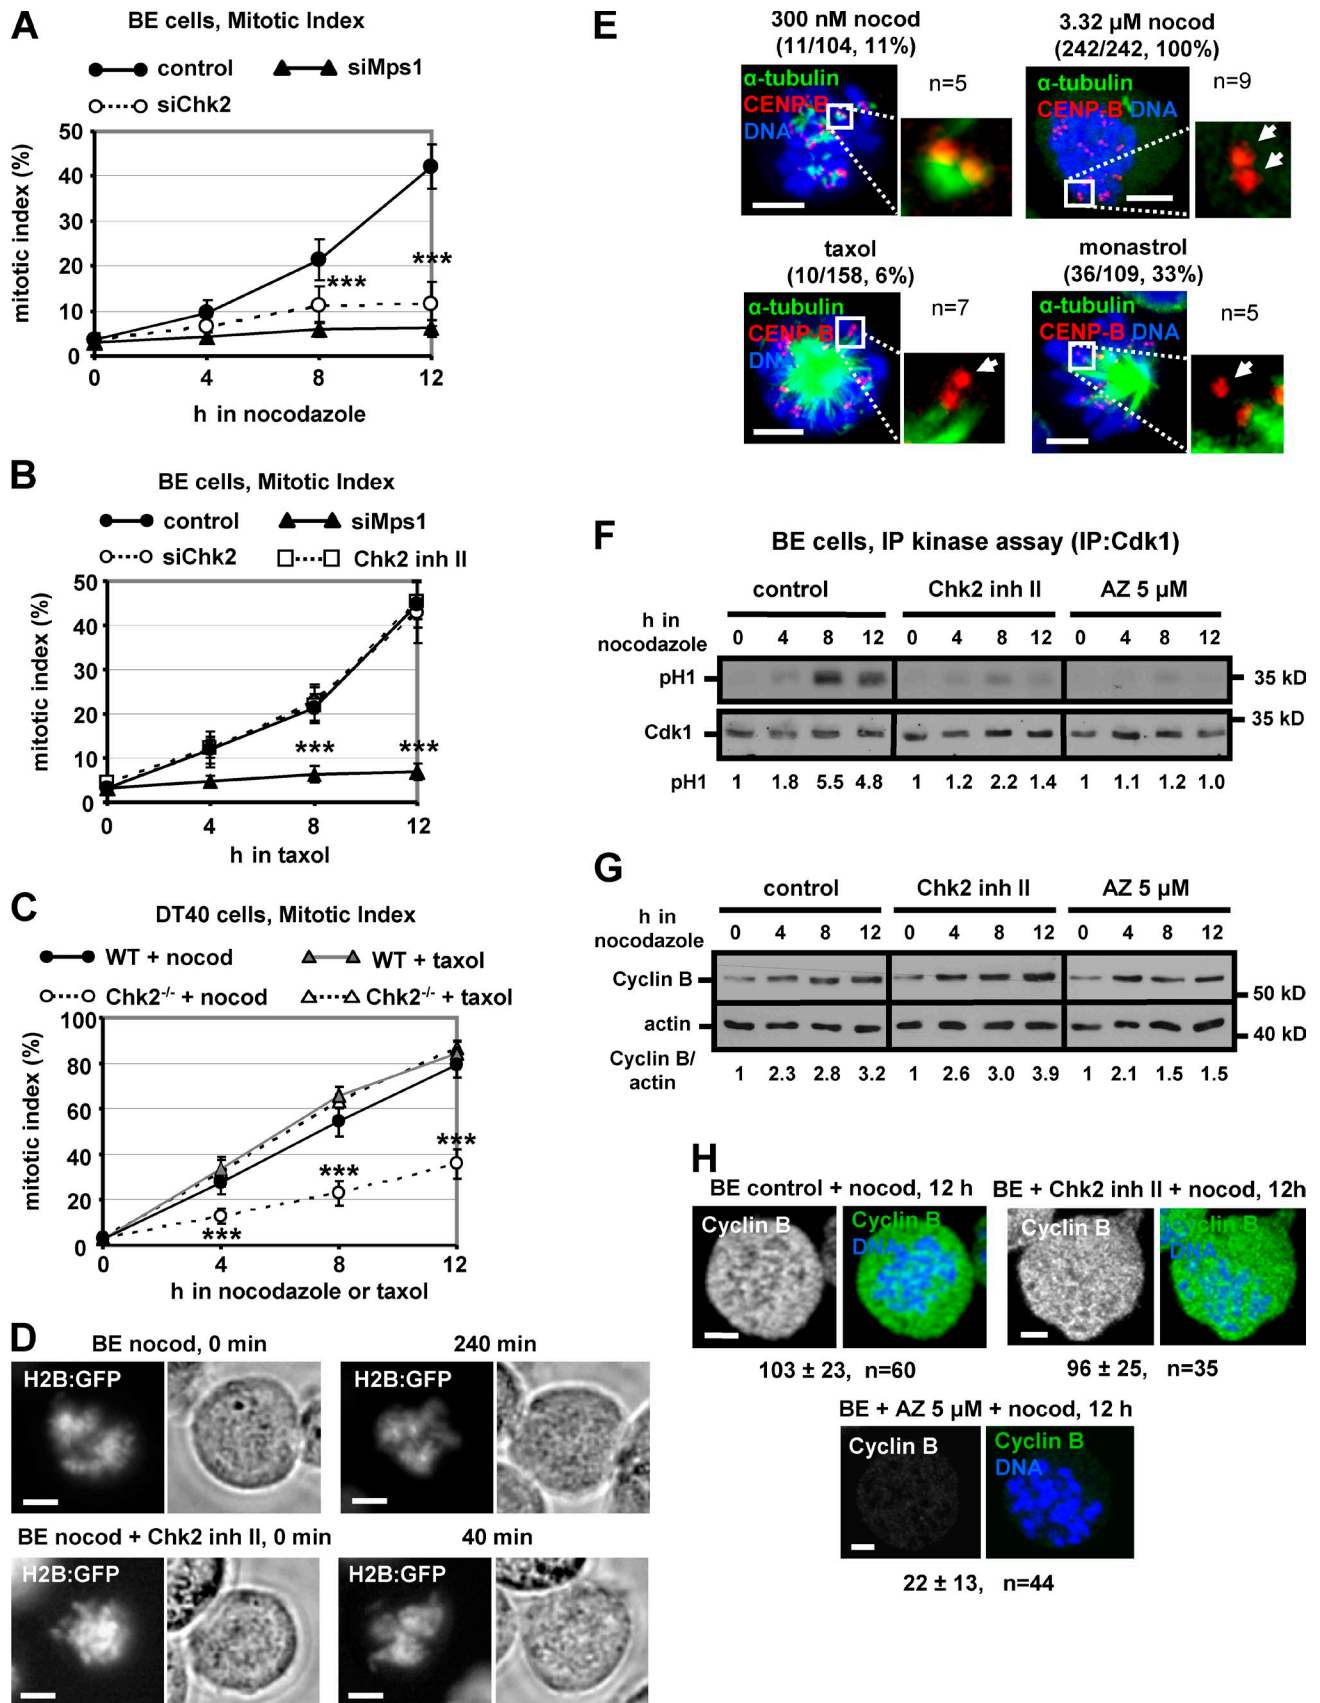 A
BE cells, Mitotic Index
control
siMps1
siChk2
mitotic index (%)
50
40
30
20
10
0
***
***
0 4 8 12
h in nocodazole
B
BE cells, Mitotic Index
control
siMps1
siChk2
Chk2 inh II
mitotic index (%)
50
40
30
20
10
0
*** ***
0 4 8 12
h in taxol
C
DT40 cells, Mitotic Index
WT + nocod
WT + taxol
Chk2-/- + nocod
Chk2-/- + taxol
mitotic index (%)
100
80
60
40
20
0
***
***
***
0 4 8 12
h in nocodazole or taxol
D
BE nocod, 0 min
240 min
H2B:GFP
H2B:GFP
BE nocod + Chk2 inh II, 0 min
40 min
H2B:GFP
H2B:GFP
E
300 nM nocod
(11/104, 11%)
α-tubulin
CENP-B
DNA
n=5
3.32 µM nocod
(242/242, 100%)
α-tubulin
CENP-B DNA
n=9
taxol
(10/158, 6%)
α-tubulin
CENP-B
DNA
n=7
monastrol
(36/109, 33%)
α-tubulin
CENP-B DNA
n=5
F
BE cells, IP kinase assay (IP:Cdk1)
control Chk2 inh II AZ 5 µM
h in
nocodazole
0 4 8 12 0 4 8 12 0 4 8 12
pH1
35 kD
35 kD
Cdk1
pH1 1 1.8 5.5 4.8 1 1.2 2.2 1.4 1 1.1 1.2 1.0
G
control Chk2 inh II AZ 5 µM
h in
nocodazole
0 4 8 12 0 4 8 12 0 4 8 12
Cyclin B
50 kD
actin
40 kD
Cyclin B/
actin
1 2.3 2.8 3.2 1 2.6 3.0 3.9 1 2.1 1.5 1.5
H
BE control + nocod, 12 h
Cyclin B
Cyclin B
DNA
103 ± 23, n=60
BE + Chk2 inh II + nocod, 12h
Cyclin B
Cyclin B
DNA
96 ± 25, n=35
BE + AZ 5 µM + nocod, 12 h
Cyclin B
Cyclin B
DNA
22 ± 13, n=44